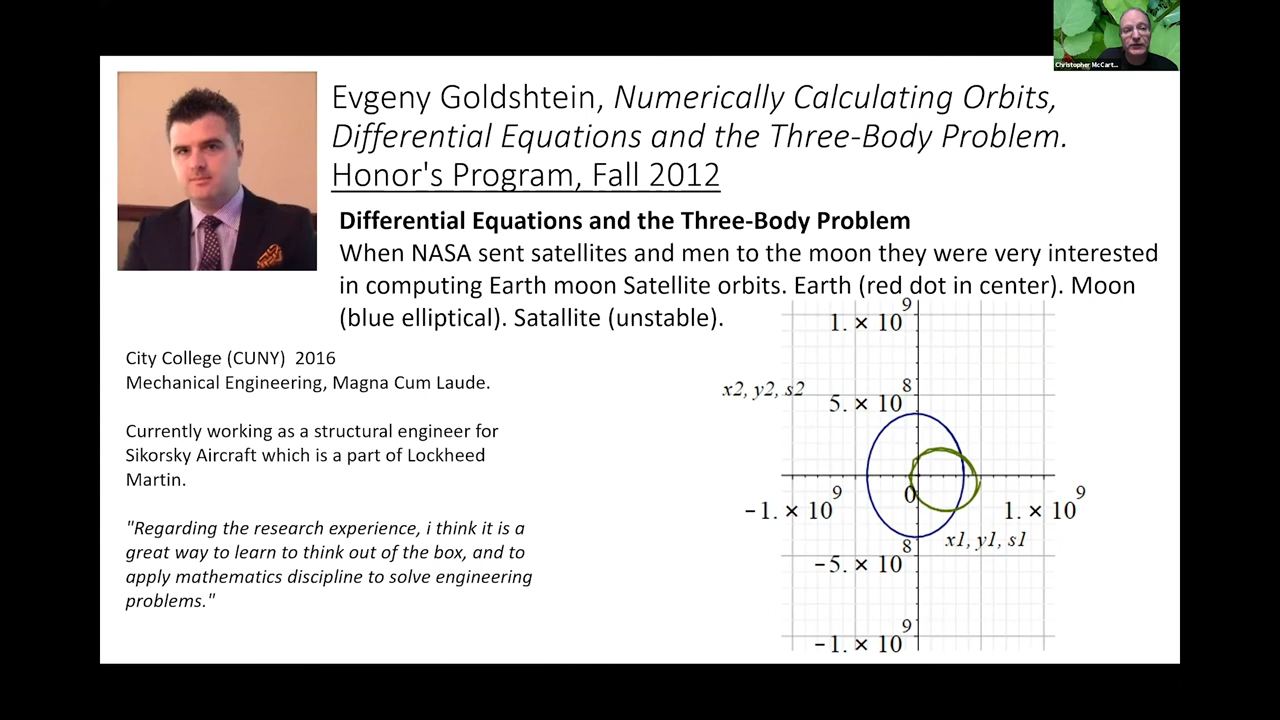 Christopher McCart...
Evgeny Goldshtein, Numerically Calculating Orbits,
Differential Equations and the Three-Body Problem.
Honor's Program, Fall 2012
Differential Equations and the Three-Body Problem
When NASA sent satellites and men to the moon they were very interested
in computing Earth moon Satellite orbits. Earth (red dot in center). Moon
(blue elliptical). Satallite (unstable).
City College (CUNY) 2016
Mechanical Engineering, Magna Cum Laude.
Currently working as a structural engineer for
Sikorsky Aircraft which is a part of Lockheed
Martin.
"Regarding the research experience, i think it is a
great way to learn to think out of the box, and to
apply mathematics discipline to solve engineering
problems."
1. × 10^9
x2, y2, s2
5. × 10^8
0
−1. × 10^9
1. × 10^9
x1, y1, s1
−5. × 10^8
−1. × 10^9